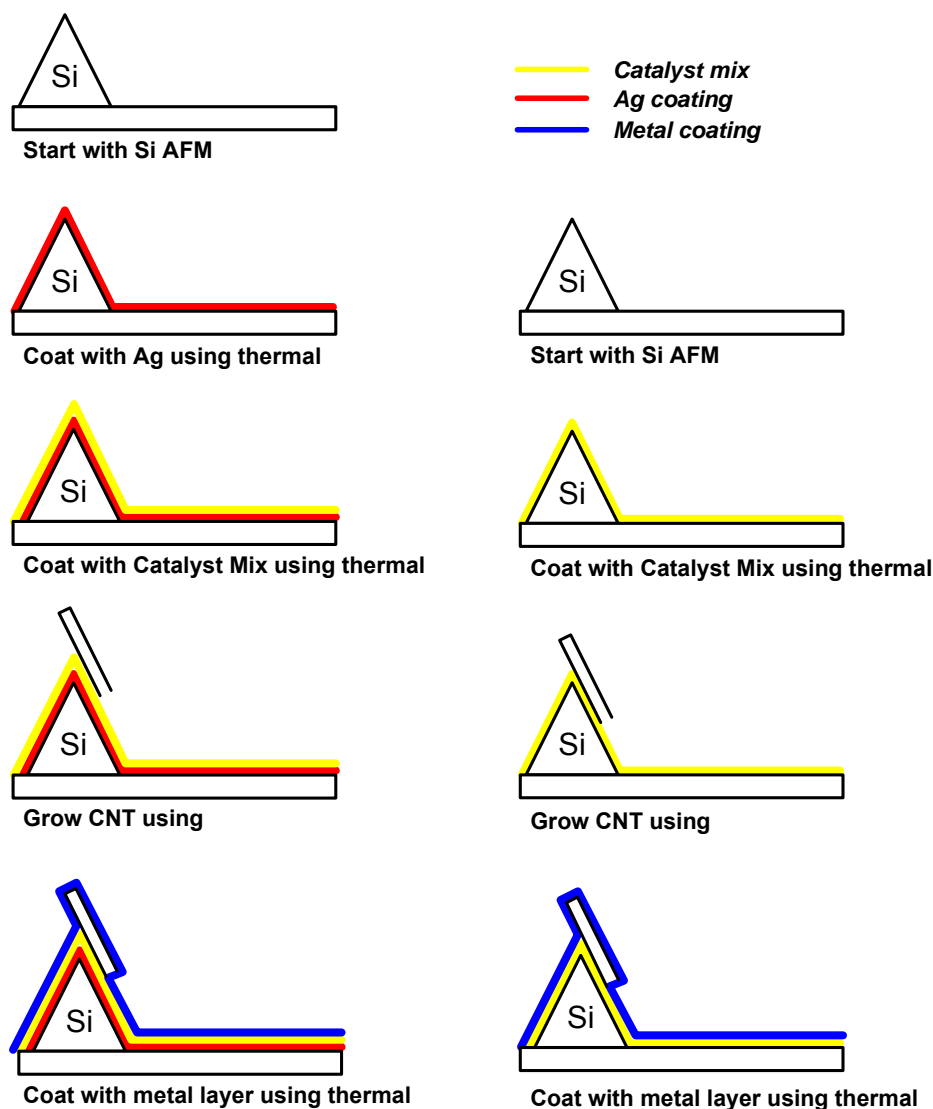 Si
Start with Si AFM
Catalyst mix
Ag coating
Metal coating
Si
Coat with Ag using thermal
Si
Start with Si AFM
Si
Coat with Catalyst Mix using thermal
Si
Coat with Catalyst Mix using thermal
Si
Grow CNT using
Si
Grow CNT using
Si
Coat with metal layer using thermal
Si
Coat with metal layer using thermal